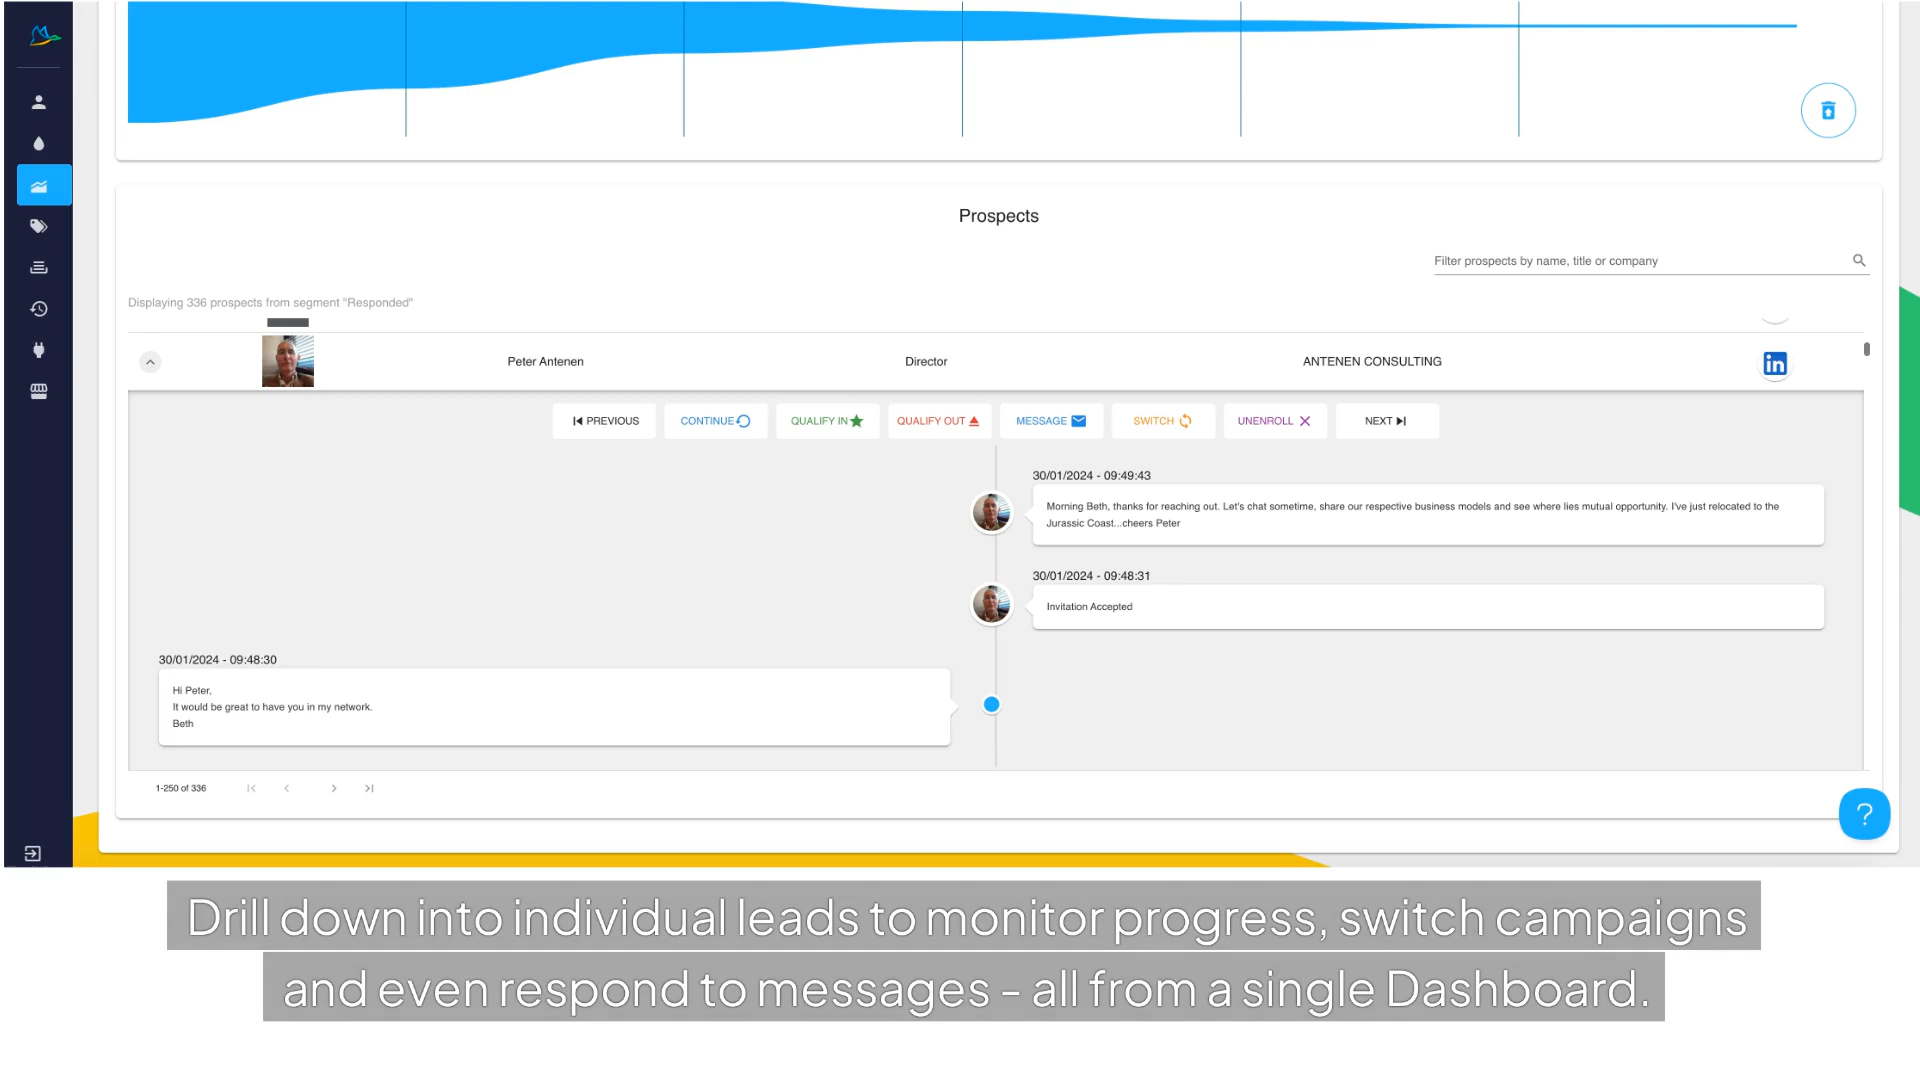 Prospects
Filter prospects by name, title or company
Displaying 336 prospects from segment "Responded"
Peter Antenen Director ANTENEN CONSULTING
in
PREVIOUS CONTINUE QUALIFY IN QUALIFY OUT MESSAGE SWITCH UNENROLL NEXT
30/01/2024 - 09:49:43
Morning Beth, thanks for reaching out. Let's chat sometime, share our respective business models and see where lies mutual opportunity. I've just relocated to the
Jurassic Coast...cheers Peter
30/01/2024 - 09:48:31
Invitation Accepted
30/01/2024 - 09:48:30
Hi Peter,
It would be great to have you in my network.
Beth
1-250 of 336
?
Drill down into individual leads to monitor progress, switch campaigns
and even respond to messages - all from a single Dashboard.